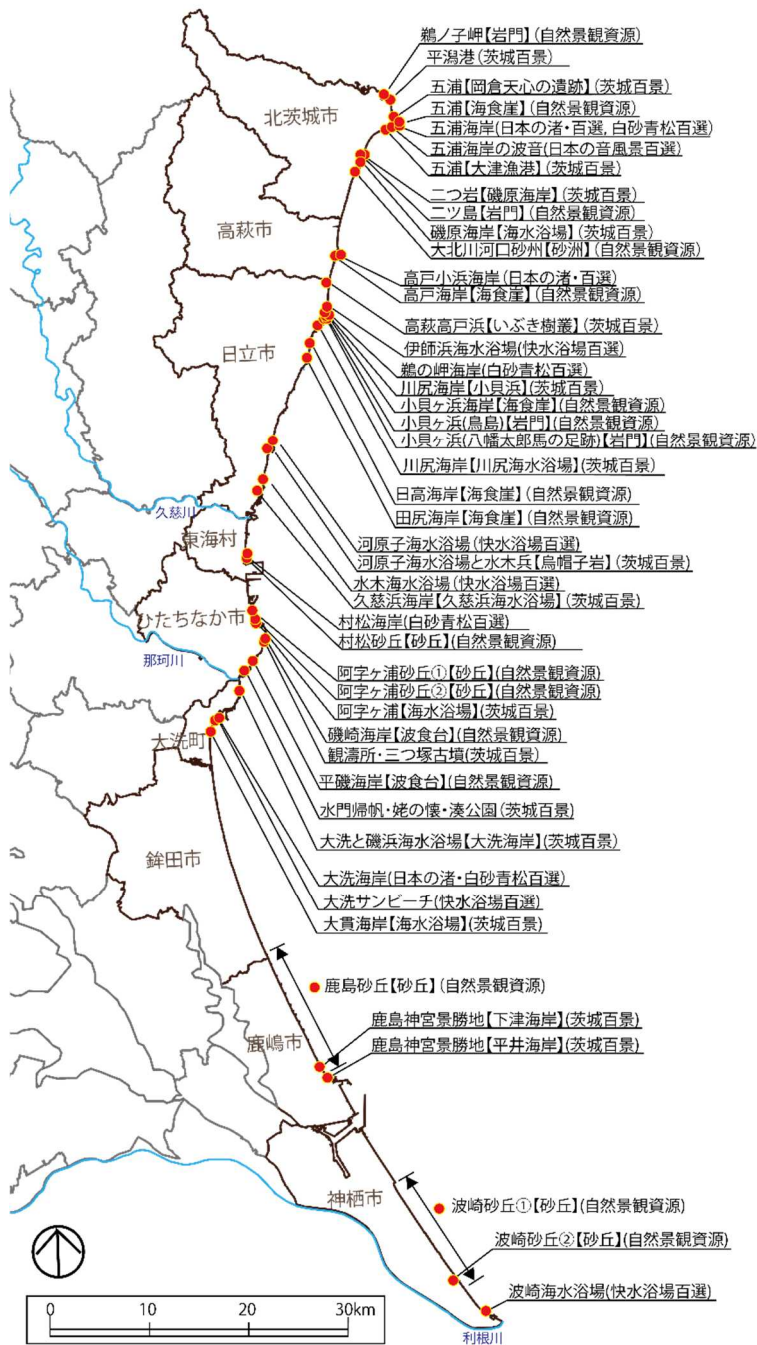 鵜ノ子岬【岩門】(自然景観資源)
平潟港(茨城百景)
五浦【岡倉天心の遺跡】(茨城百景)
五浦【海食崖】(自然景観資源)
五浦海岸(日本の渚・百選, 白砂青松百選)
五浦海岸の波音(日本の音風景百選)
五浦【大津漁港】(茨城百景)
二つ岩【磯原海岸】(茨城百景)
二ツ島【岩門】(自然景観資源)
磯原海岸【海水浴場】(茨城百景)
大北川河口砂州【砂洲】(自然景観資源)
高戸小浜海岸(日本の渚・百選)
高戸海岸【海食崖】(自然景観資源)
高萩高戸浜【いぶき樹叢】(茨城百景)
伊師浜海水浴場(快水浴場百選)
鵜の岬海岸(白砂青松百選)
川尻海岸【小貝浜】(茨城百景)
小貝ヶ浜海岸【海食崖】(自然景観資源)
小貝ヶ浜(鳥島)【岩門】(自然景観資源)
小貝ヶ浜(八幡太郎馬の足跡)【岩門】(自然景観資源)
川尻海岸【川尻海水浴場】(茨城百景)
日高海岸【海食崖】(自然景観資源)
田尻海岸【海食崖】(自然景観資源)
河原子海水浴場(快水浴場百選)
河原子海水浴場と水木兵【烏帽子岩】(茨城百景)
水木海水浴場(快水浴場百選)
久慈浜海岸【久慈浜海水浴場】(茨城百景)
村松海岸(白砂青松百選)
村松砂丘【砂丘】(自然景観資源)
阿字ヶ浦砂丘①【砂丘】(自然景観資源)
阿字ヶ浦砂丘②【砂丘】(自然景観資源)
阿字ヶ浦【海水浴場】(茨城百景)
磯崎海岸【波食台】(自然景観資源)
観濤所・三つ塚古墳(茨城百景)
平磯海岸【波食台】(自然景観資源)
水門帰帆・姥の懐・湊公園(茨城百景)
大洗と磯浜海水浴場【大洗海岸】(茨城百景)
大洗海岸(日本の渚・白砂青松百選)
大洗サンビーチ(快水浴場百選)
大貫海岸【海水浴場】(茨城百景)
鹿島砂丘【砂丘】(自然景観資源)
鹿島神宮景勝地【下津海岸】(茨城百景)
鹿島神宮景勝地【平井海岸】(茨城百景)
波崎砂丘①【砂丘】(自然景観資源)
波崎砂丘②【砂丘】(自然景観資源)
波崎海水浴場(快水浴場百選)
北茨城市
高萩市
日立市
久慈川
東海村
ひたちなか市
那珂川
大洗町
鉾田市
鹿嶋市
神栖市
利根川
0 10 20 30km